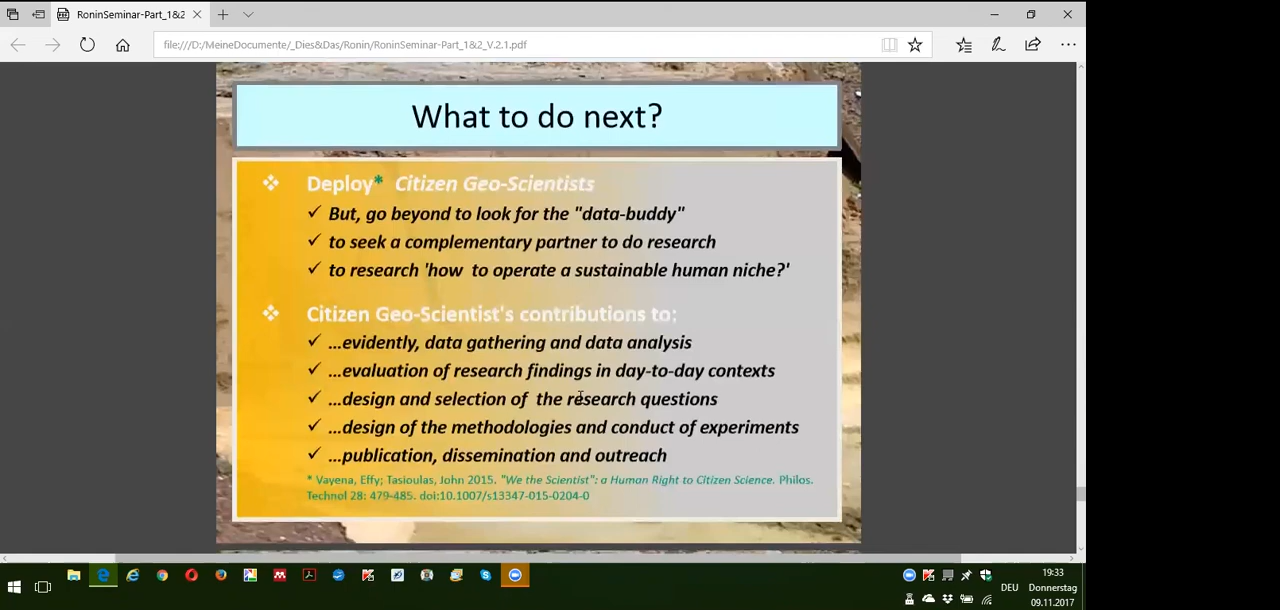 RoninSeminar-Part_1&2
file:///D:/MeineDocumente/_Dies&Das/Ronin/RoninSeminar-Part_1&2_V.2.1.pdf
What to do next?
Deploy* Citizen Geo-Scientists
But, go beyond to look for the "data-buddy"
to seek a complementary partner to do research
to research 'how to operate a sustainable human niche?'
Citizen Geo-Scientist's contributions to:
...evidently, data gathering and data analysis
...evaluation of research findings in day-to-day contexts
...design and selection of the research questions
...design of the methodologies and conduct of experiments
...publication, dissemination and outreach
* Vayena, Effy; Tasioulas, John 2015. "We the Scientist": a Human Right to Citizen Science. Philos.
Technol 28: 479-485. doi:10.1007/s13347-015-0204-0
19:33
DEU Donnerstag
09.11.2017